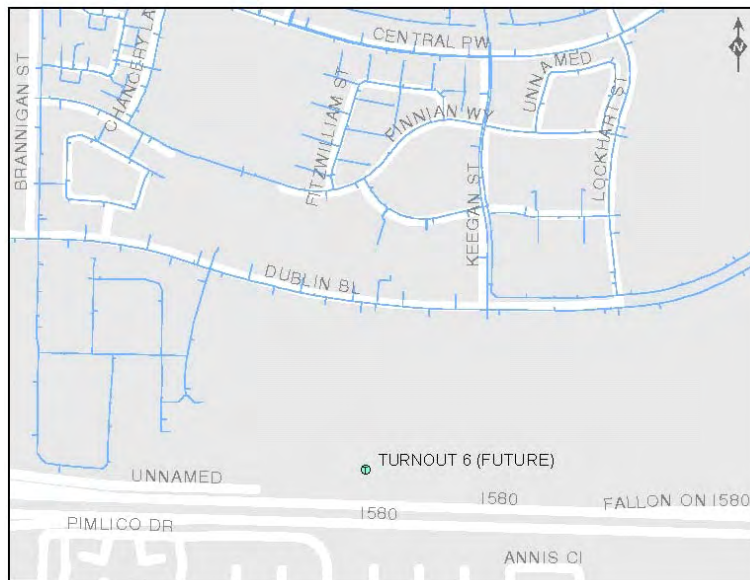 CENTRAL PW
N
BRANNIGAN ST
CHANCERY LA
FITZWILLIAM ST
FINNIAN WY
UNNAMED
LOCKHART ST
KEEGAN ST
DUBLIN BL
TURNOUT 6 (FUTURE)
UNNAMED
I580
I580
FALLON ON I580
PIMLICO DR
ANNIS CI